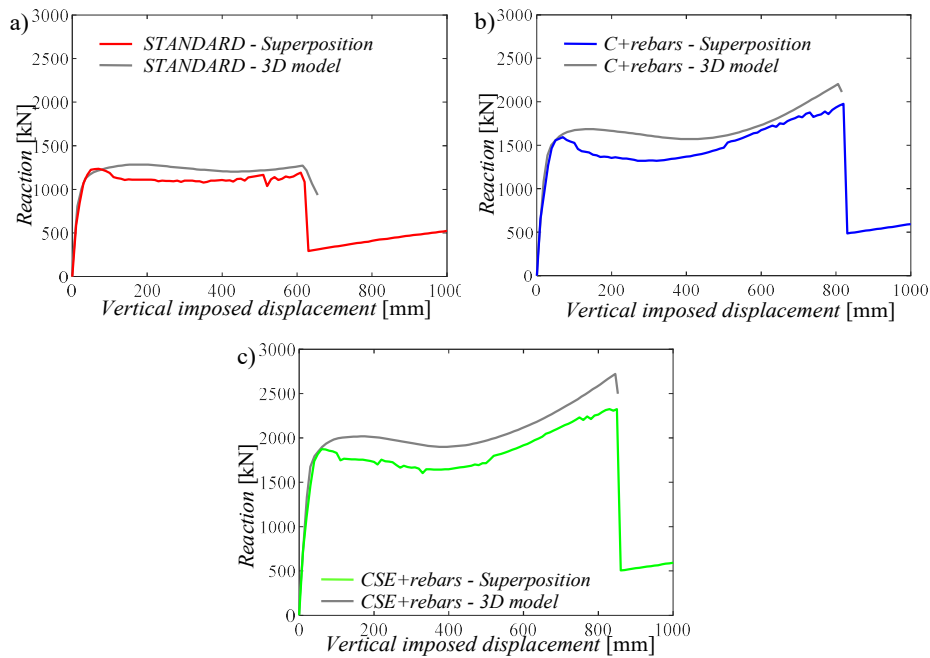 a)
3000
2500
2000
1500
1000
500
0
Reaction [kN]
STANDARD - Superposition
STANDARD - 3D model
0 200 400 600 800 1000
Vertical imposed displacement [mm]
b)
3000
2500
2000
1500
1000
500
0
Reaction [kN]
C+rebars - Superposition
C+rebars - 3D model
0 200 400 600 800 1000
Vertical imposed displacement [mm]
c)
3000
2500
2000
1500
1000
500
0
Reaction [kN]
CSE+rebars - Superposition
CSE+rebars - 3D model
0 200 400 600 800 1000
Vertical imposed displacement [mm]